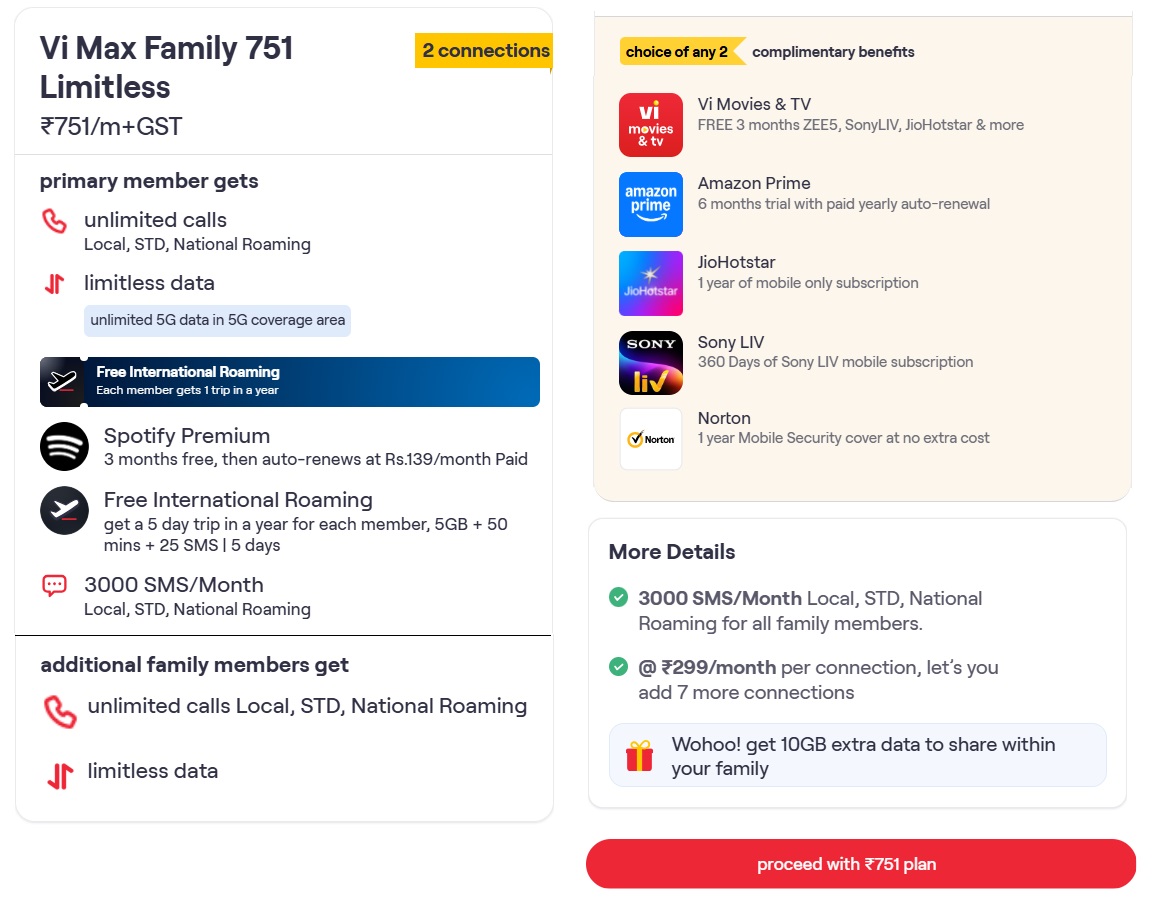 Vi Max Family 751
Limitless
2 connections
₹751/m+GST
primary member gets
unlimited calls
Local, STD, National Roaming
limitless data
unlimited 5G data in 5G coverage area
Free International Roaming
Each member gets 1 trip in a year
Spotify Premium
3 months free, then auto-renews at Rs.139/month Paid
Free International Roaming
get a 5 day trip in a year for each member, 5GB + 50
mins + 25 SMS | 5 days
3000 SMS/Month
Local, STD, National Roaming
additional family members get
unlimited calls Local, STD, National Roaming
limitless data
choice of any 2 complimentary benefits
vi
movies
& tv
Vi Movies & TV
FREE 3 months ZEE5, SonyLIV, JioHotstar & more
amazon
prime
Amazon Prime
6 months trial with paid yearly auto-renewal
JioHotstar
JioHotstar
1 year of mobile only subscription
SONY
liv
Sony LIV
360 Days of Sony LIV mobile subscription
Norton
Norton
1 year Mobile Security cover at no extra cost
More Details
3000 SMS/Month Local, STD, National
Roaming for all family members.
@ ₹299/month per connection, let's you
add 7 more connections
Wohoo! get 10GB extra data to share within
your family
proceed with ₹751 plan